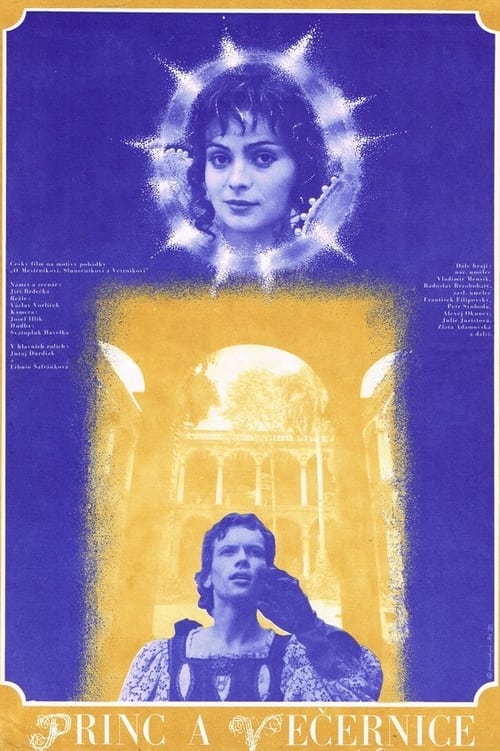 Český film na motivy pohádky
„O Měsíčníkovi, Slunečníkovi a Větrníkovi"
Námět a scénář:
Jiří Brdečka
Režie:
Václav Vorlíček
Kamera:
Josef Illík
Hudba:
Svatopluk Havelka
V hlavních rolích:
Juraj Durdiak
a
Libuše Šafránková
Dále hrají:
nár. umělec
Vladimír Menšík,
Radoslav Brzobohatý,
zasl. umělec
František Filipovský,
Petr Svoboda,
Alexej Okuněv,
Julie Juristová,
Zlata Adamovská
a další
PRINC A VEČERNICE